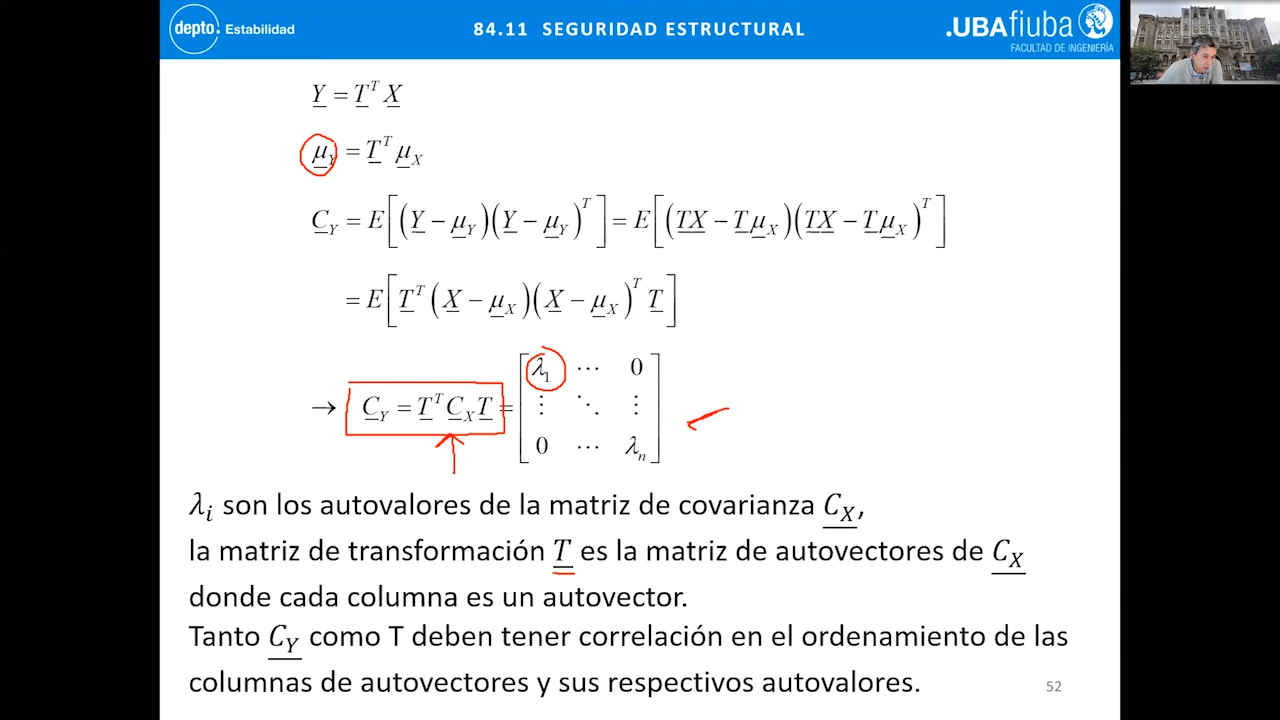 depto. Estabilidad
84.11 SEGURIDAD ESTRUCTURAL
.UBAfiuba
FACULTAD DE INGENIERÍA
Y = T^T X
μ_Y = T^T μ_X
C_Y = E[(Y − μ_Y)(Y − μ_Y)^T] = E[(TX − Tμ_X)(TX − Tμ_X)^T]
= E[T^T (X − μ_X)(X − μ_X)^T T]
→ C_Y = T^T C_X T = [λ_1 ⋯ 0
⋮ ⋱ ⋮
0 ⋯ λ_n]
λ_i son los autovalores de la matriz de covarianza C_X,
la matriz de transformación T es la matriz de autovectores de C_X
donde cada columna es un autovector.
Tanto C_Y como T deben tener correlación en el ordenamiento de las
columnas de autovectores y sus respectivos autovalores.
52